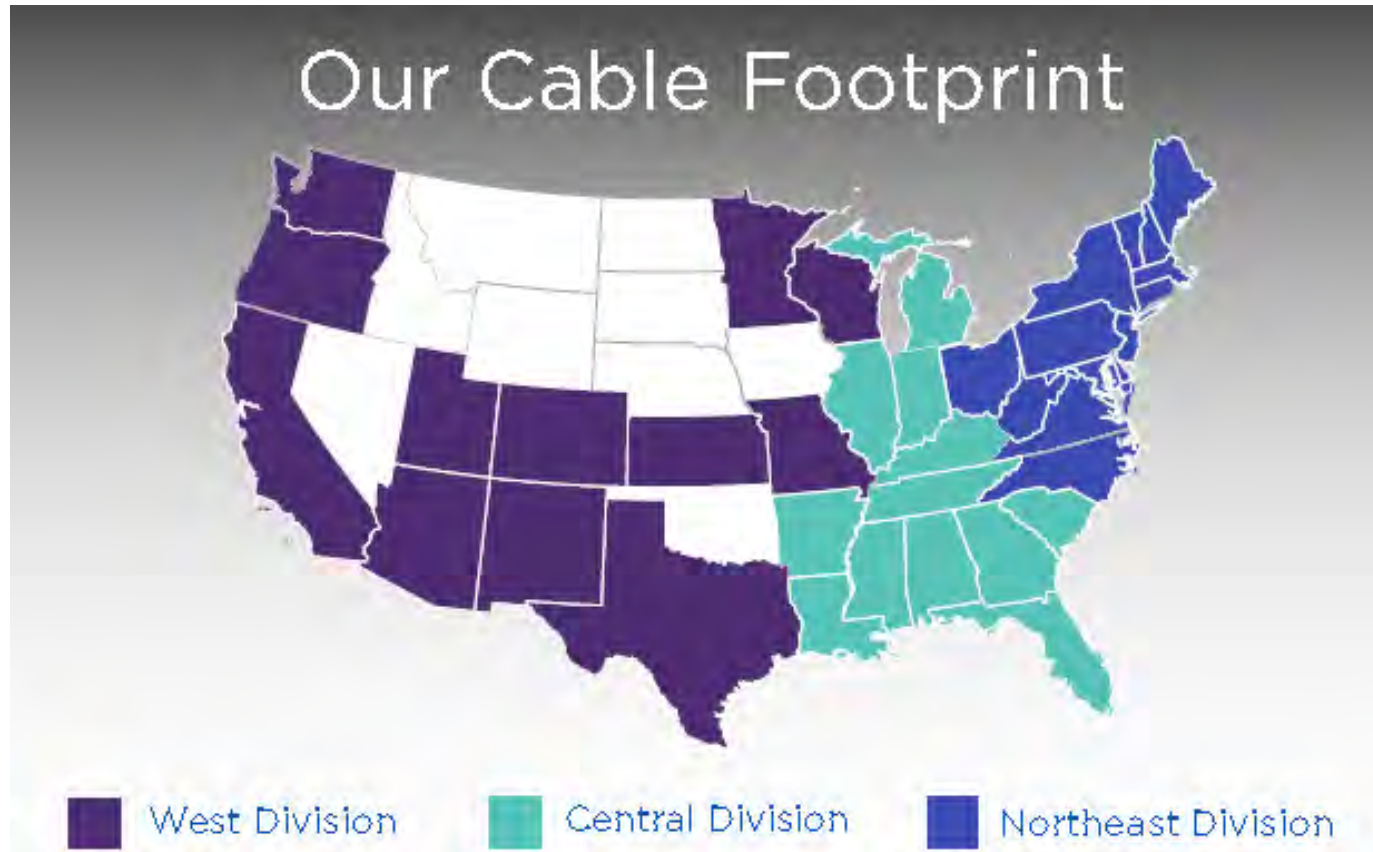 Our Cable Footprint
West Division
Central Division
Northeast Division